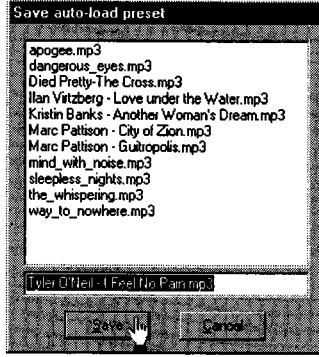 Save auto-load preset
apogee.mp3
dangerous_eyes.mp3
Died Pretty-The Cross.mp3
Ilan Virtzberg - Love under the Water.mp3
Kristin Banks - Another Woman's Dream.mp3
Marc Pattison - City of Zion.mp3
Marc Pattison - Guitropolis.mp3
mind_with_noise.mp3
sleepless_nights.mp3
the_whispering.mp3
way_to_nowhere.mp3
Tyler O'Neil - I Feel No Pain.mp3
Save
Cancel